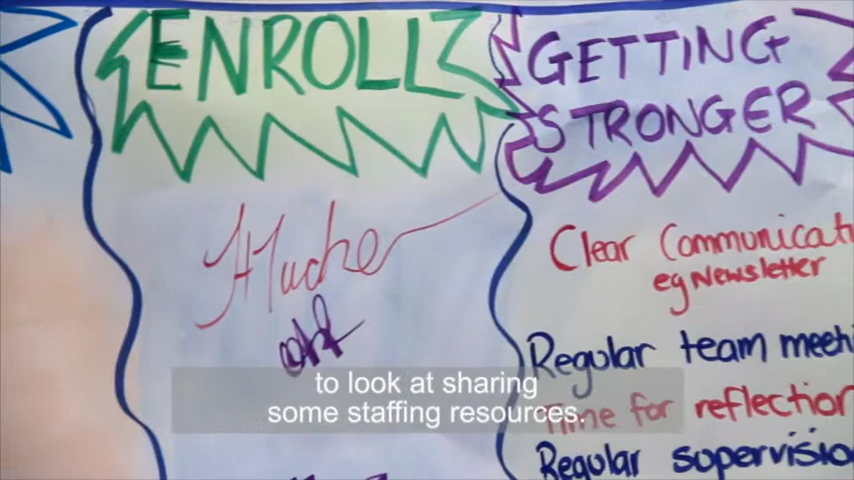 ENROLL
GETTING
STRONGER
Clear Communicat
eg Newsletter
Regular team meeti
Time for reflection
Regular supervisio
to look at sharing
some staffing resources.